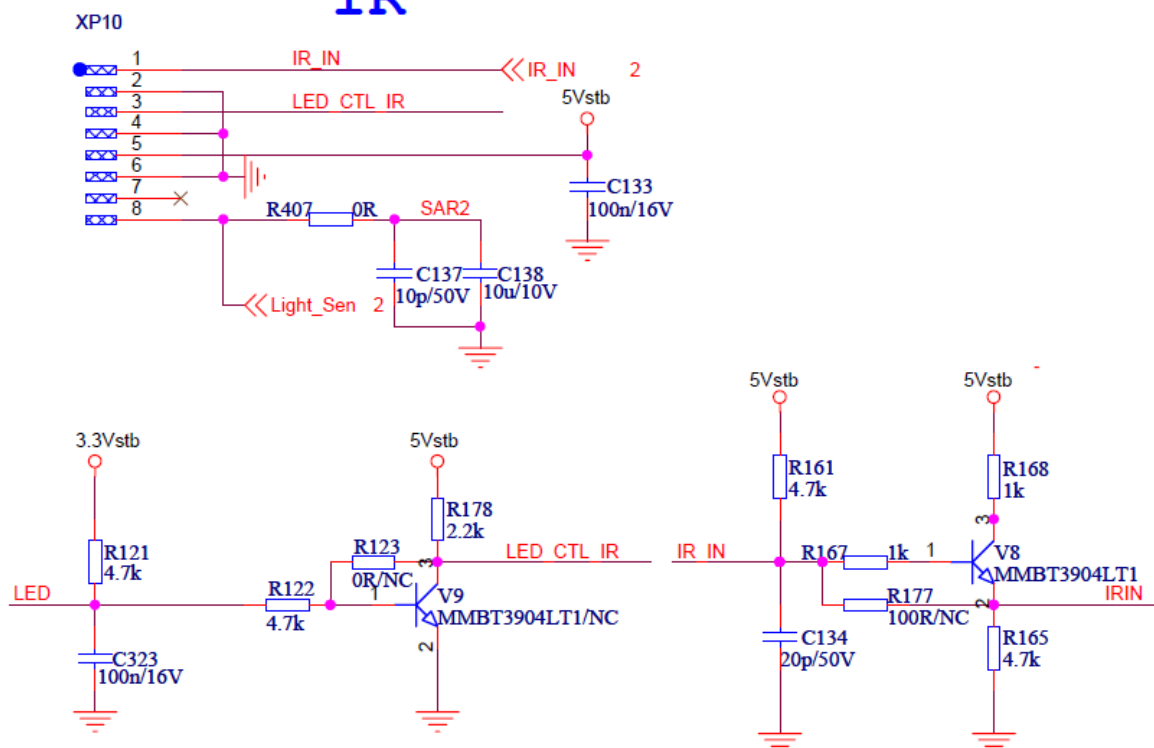 IR
XP10
1
IR_IN
IR_IN 2
2
3
LED_CTL_IR
5Vstb
4
5
6
C133
100n/16V
7
8
R407 0R
SAR2
C137
10p/50V
C138
10u/10V
Light_Sen 2
3.3Vstb
5Vstb
5Vstb
5Vstb
R121
4.7k
R178
2.2k
R161
4.7k
R168
1k
R123
0R/NC
3
LED_CTL_IR
IR_IN
R167 1k
1
3
V8
MMBT3904LT1
LED
R122
4.7k
1
V9
MMBT3904LT1/NC
2
R177
100R/NC
2
IRIN
C323
100n/16V
C134
20p/50V
R165
4.7k